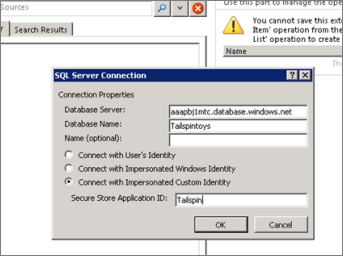 Sources
Use this part to manage the ope
Search Results
You cannot save this exte
Item' operation from the
List' operation to create
Name
SQL Server Connection
Connection Properties
Database Server:
aaapbj1mtc.database.windows.net
Database Name:
Tailspintoys
Name (optional):
Connect with User's Identity
Connect with Impersonated Windows Identity
Connect with Impersonated Custom Identity
Secure Store Application ID:
Tailspin
OK
Cancel